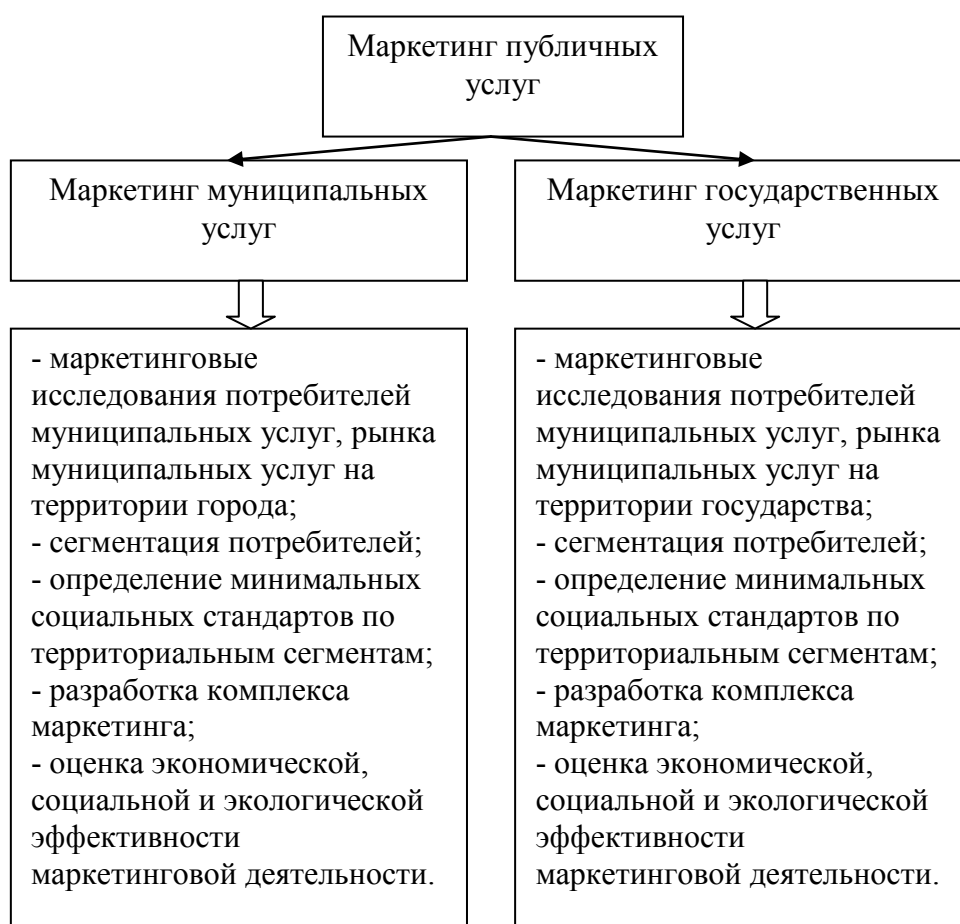 Маркетинг публичных
услуг
Маркетинг муниципальных
услуг
Маркетинг государственных
услуг
- маркетинговые
исследования потребителей
муниципальных услуг, рынка
муниципальных услуг на
территории города;
- сегментация потребителей;
- определение минимальных
социальных стандартов по
территориальным сегментам;
- разработка комплекса
маркетинга;
- оценка экономической,
социальной и экологической
эффективности
маркетинговой деятельности.
- маркетинговые
исследования потребителей
муниципальных услуг, рынка
муниципальных услуг на
территории государства;
- сегментация потребителей;
- определение минимальных
социальных стандартов по
территориальным сегментам;
- разработка комплекса
маркетинга;
- оценка экономической,
социальной и экологической
эффективности
маркетинговой деятельности.